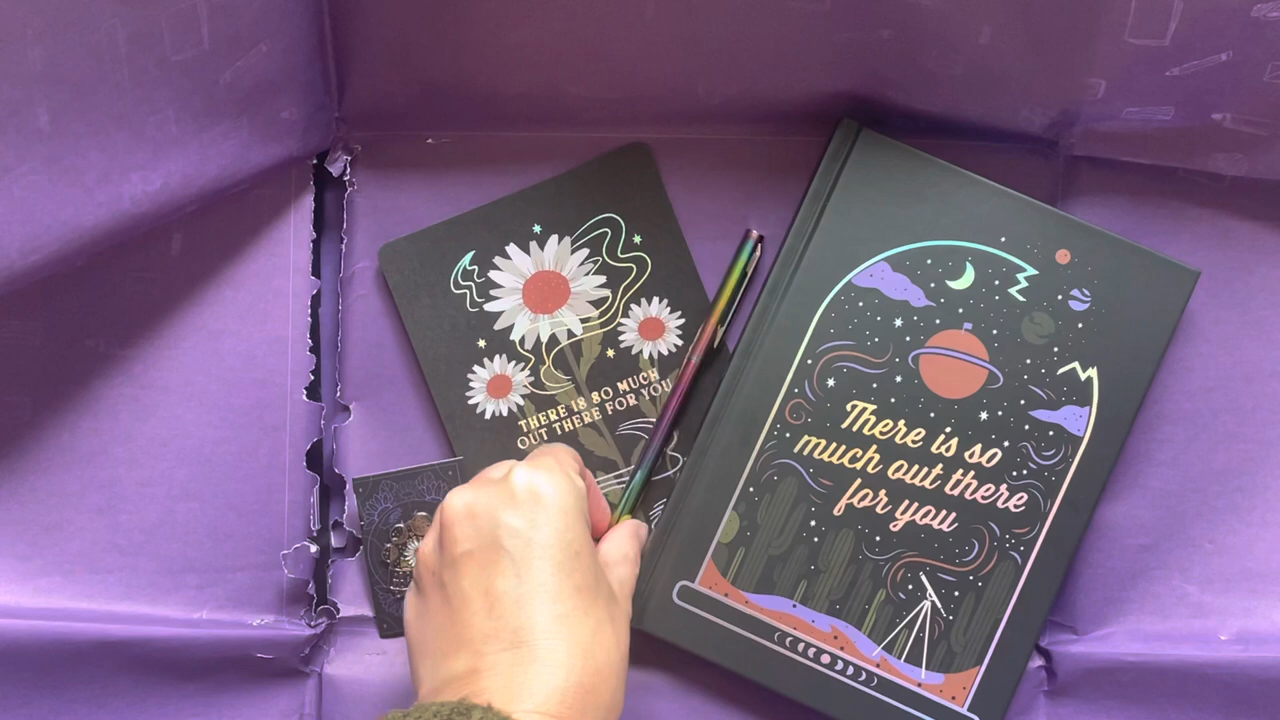 THERE IS SO MUCH
OUT THERE FOR YOU
There is so
much out there
for you